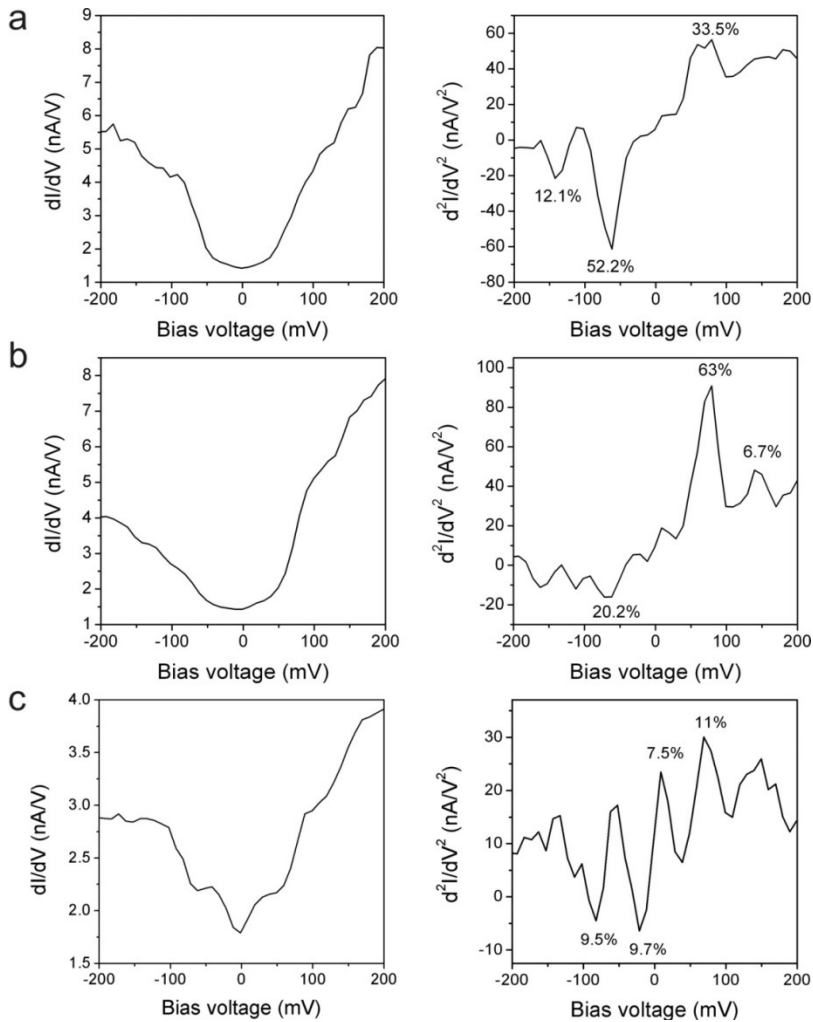 a
dI/dV (nA/V)
9
8
7
6
5
4
3
2
1
-200 -100 0 100 200
Bias voltage (mV)
d²I/dV² (nA/V²)
60
40
20
0
-20
-40
-60
-80
33.5%
12.1%
52.2%
-200 -100 0 100 200
Bias voltage (mV)
b
dI/dV (nA/V)
8
7
6
5
4
3
2
1
-200 -100 0 100 200
Bias voltage (mV)
d²I/dV² (nA/V²)
100
80
60
40
20
0
-20
63%
6.7%
20.2%
-200 -100 0 100 200
Bias voltage (mV)
c
dI/dV (nA/V)
4.0
3.5
3.0
2.5
2.0
1.5
-200 -100 0 100 200
Bias voltage (mV)
d²I/dV² (nA/V²)
30
20
10
0
-10
11%
7.5%
9.5%
9.7%
-200 -100 0 100 200
Bias voltage (mV)